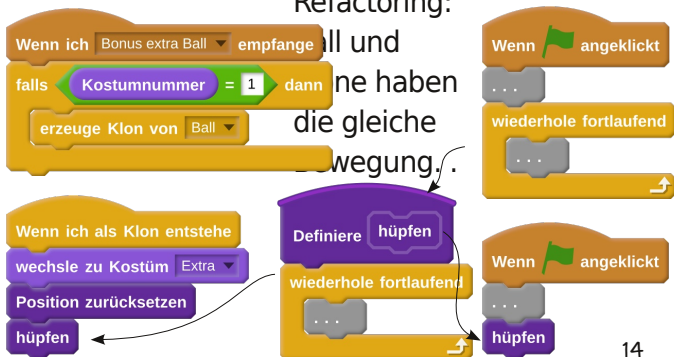 Refactoring:
und
haben
die gleiche
Wenn ich Bonus extra Ball empfange
falls Kostumnummer = 1 dann
erzeuge Klon von Ball
Wenn angeklickt
. . .
wiederhole fortlaufend
. . .
Wenn ich als Klon entstehe
wechsle zu Kostüm Extra
Position zurücksetzen
hüpfen
Definiere hüpfen
wiederhole fortlaufend
. . .
Wenn angeklickt
. . .
hüpfen
14